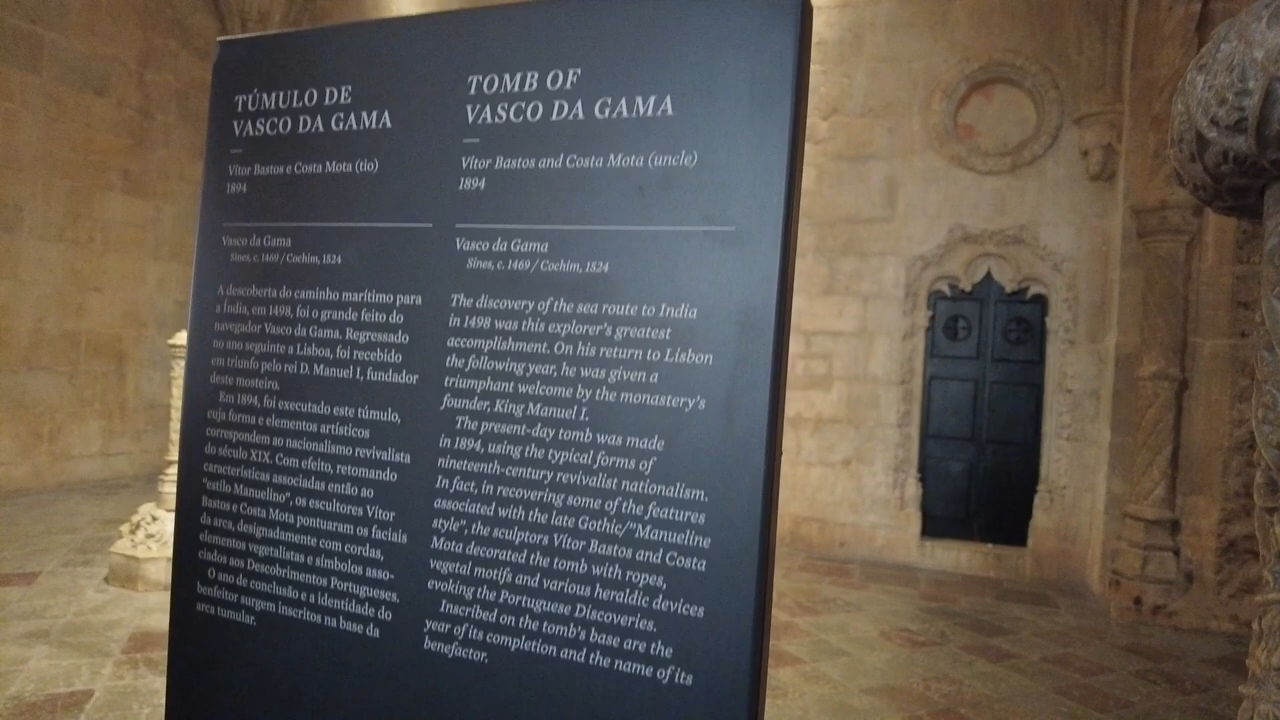 TÚMULO DE
VASCO DA GAMA
Vítor Bastos e Costa Mota (tio)
1894
Vasco da Gama
Sines, c. 1469 / Cochim, 1524
A descoberta do caminho marítimo para
a Índia, em 1498, foi o grande feito do
navegador Vasco da Gama. Regressado
no ano seguinte a Lisboa, foi recebido
em triunfo pelo rei D. Manuel I, fundador
deste mosteiro.
Em 1894, foi executado este túmulo,
cuja forma e elementos artísticos
correspondem ao nacionalismo revivalista
do século XIX. Com efeito, retomando
características associadas então ao
"estilo Manuelino", os escultores Vítor
Bastos e Costa Mota pontuaram os faciais
da arca, designadamente com cordas,
elementos vegetalistas e símbolos asso-
ciados aos Descobrimentos Portugueses.
O ano de conclusão e a identidade do
benfeitor surgem inscritos na base da
arca tumular.
TOMB OF
VASCO DA GAMA
Vítor Bastos and Costa Mota (uncle)
1894
Vasco da Gama
Sines, c. 1469 / Cochim, 1524
The discovery of the sea route to India
in 1498 was this explorer's greatest
accomplishment. On his return to Lisbon
the following year, he was given a
triumphant welcome by the monastery's
founder, King Manuel I.
The present-day tomb was made
in 1894, using the typical forms of
nineteenth-century revivalist nationalism.
In fact, in recovering some of the features
associated with the late Gothic/"Manueline
style", the sculptors Vítor Bastos and Costa
Mota decorated the tomb with ropes,
vegetal motifs and various heraldic devices
evoking the Portuguese Discoveries.
Inscribed on the tomb's base are the
year of its completion and the name of its
benefactor.